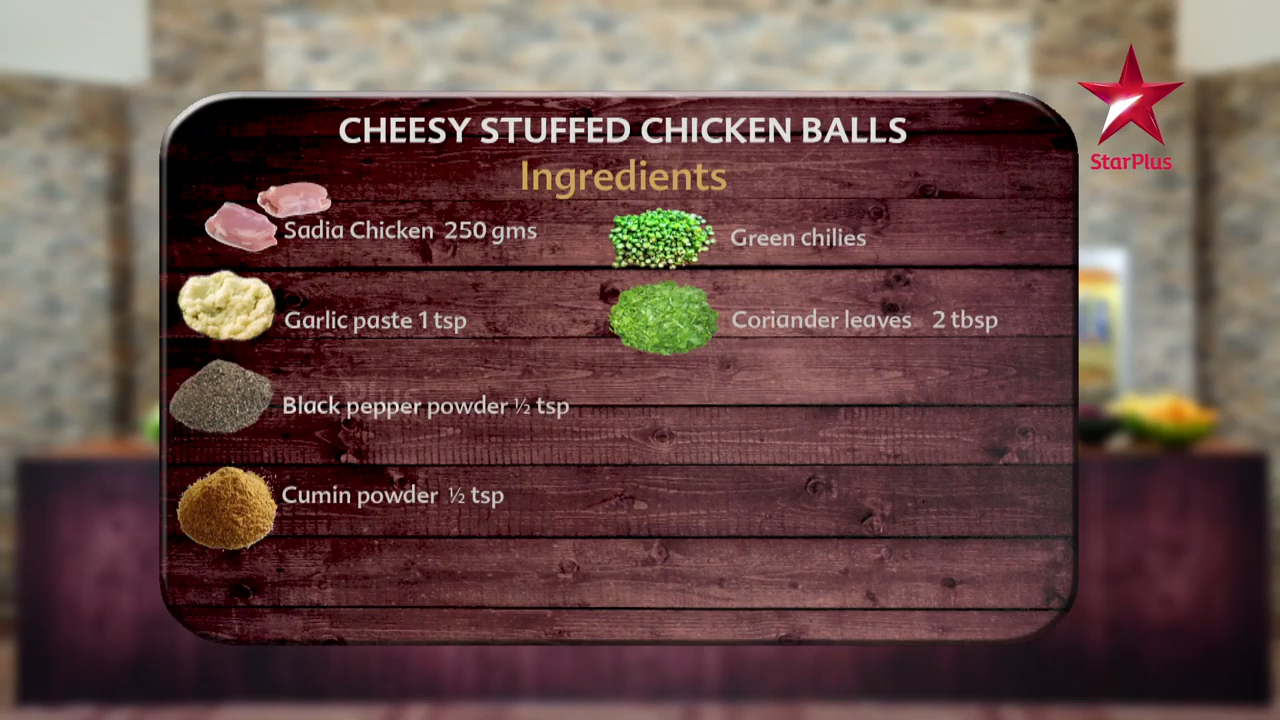 CHEESY STUFFED CHICKEN BALLS
Ingredients
Sadia Chicken 250 gms
Garlic paste 1 tsp
Black pepper powder ½ tsp
Cumin powder ½ tsp
Green chilies
Coriander leaves 2 tbsp
StarPlus